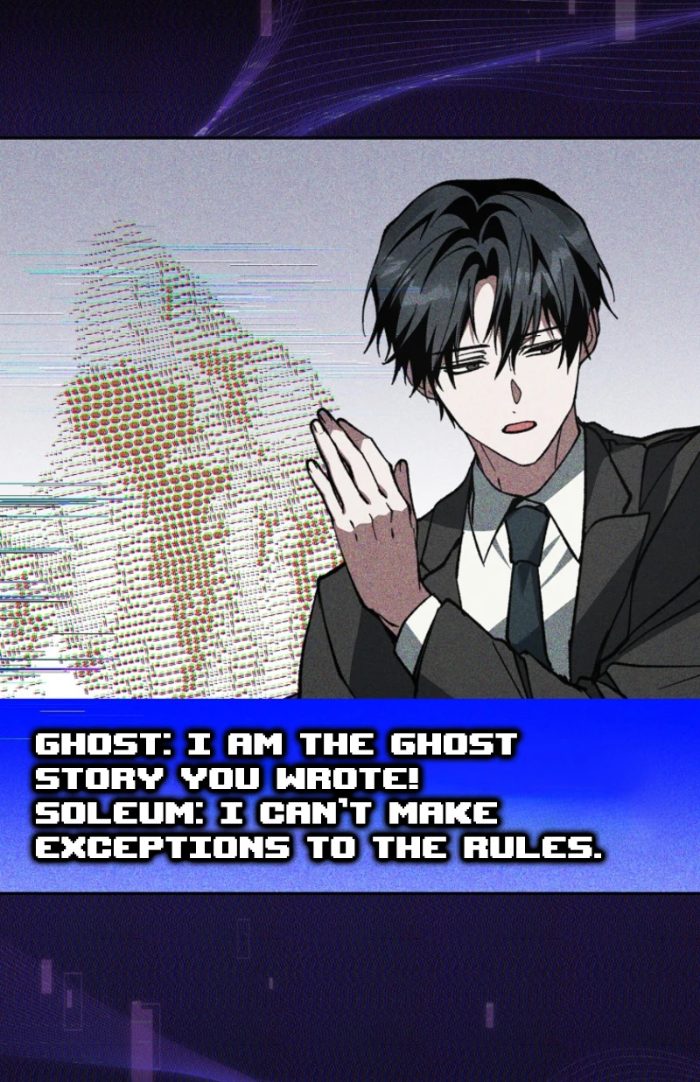 GHOST: I AM THE GHOST
STORY YOU WROTE!
SOLEUM: I CAN'T MAKE
EXCEPTIONS TO THE RULES.